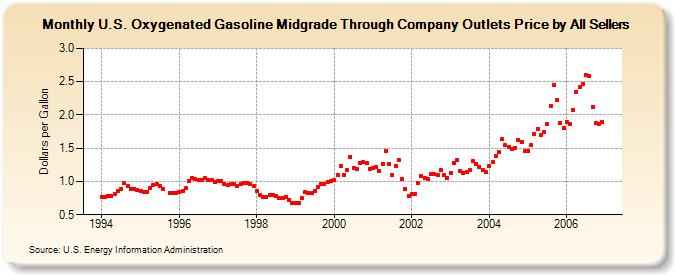 Monthly U.S. Oxygenated Gasoline Midgrade Through Company Outlets Price by All Sellers
Dollars per Gallon
3.0
2.5
2.0
1.5
1.0
0.5
1994 1996 1998 2000 2002 2004 2006
Source: U.S. Energy Information Administration